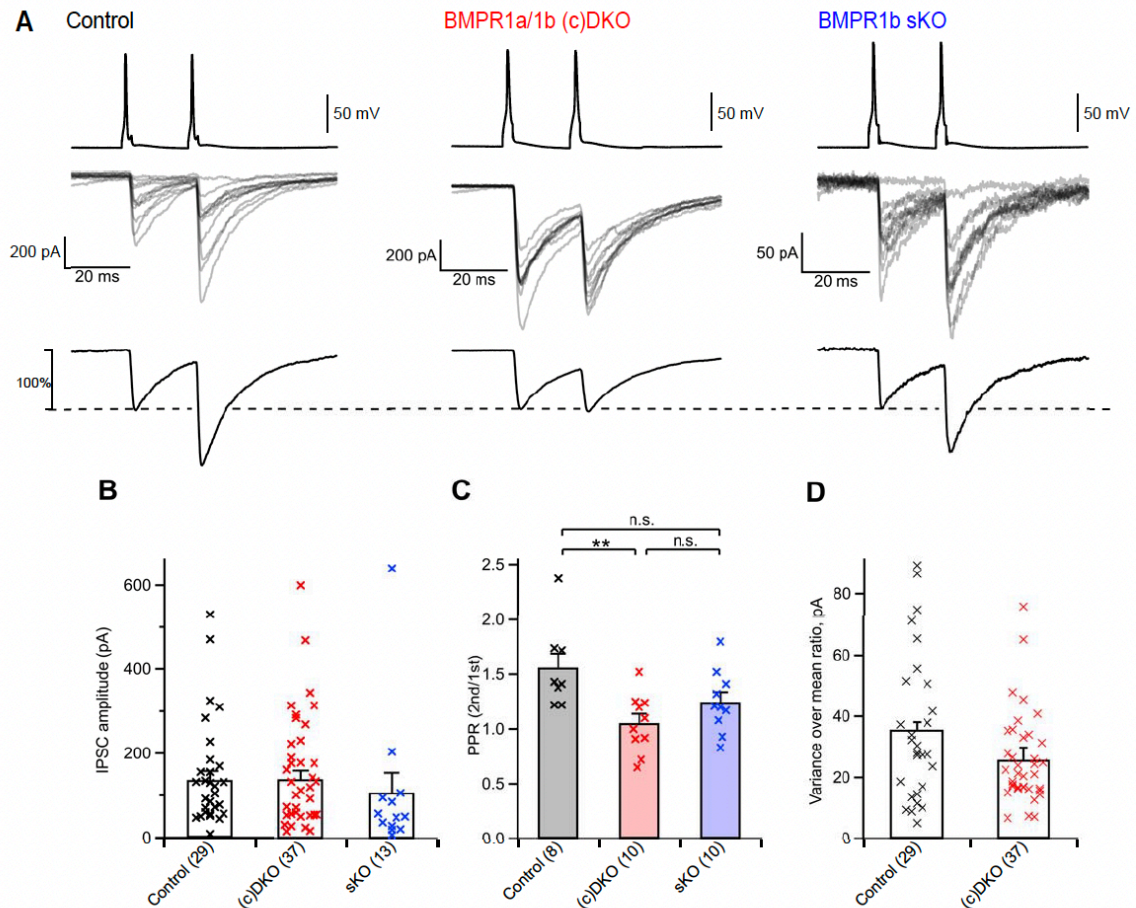 A Control BMPR1a/1b (c)DKO BMPR1b sKO
50 mV 50 mV 50 mV
200 pA 200 pA 50 pA
20 ms 20 ms 20 ms
100%
B C D
n.s.
** n.s.
IPSC amplitude (pA)
600
400
200
0
Control (29) (c)DKO (37) sKO (13)
PPR (2nd/1st)
2.5
2.0
1.5
1.0
0.5
0.0
Control (8) (c)DKO (10) sKO (10)
Variance over mean ratio, pA
80
60
40
20
0
Control (29) (c)DKO (37)